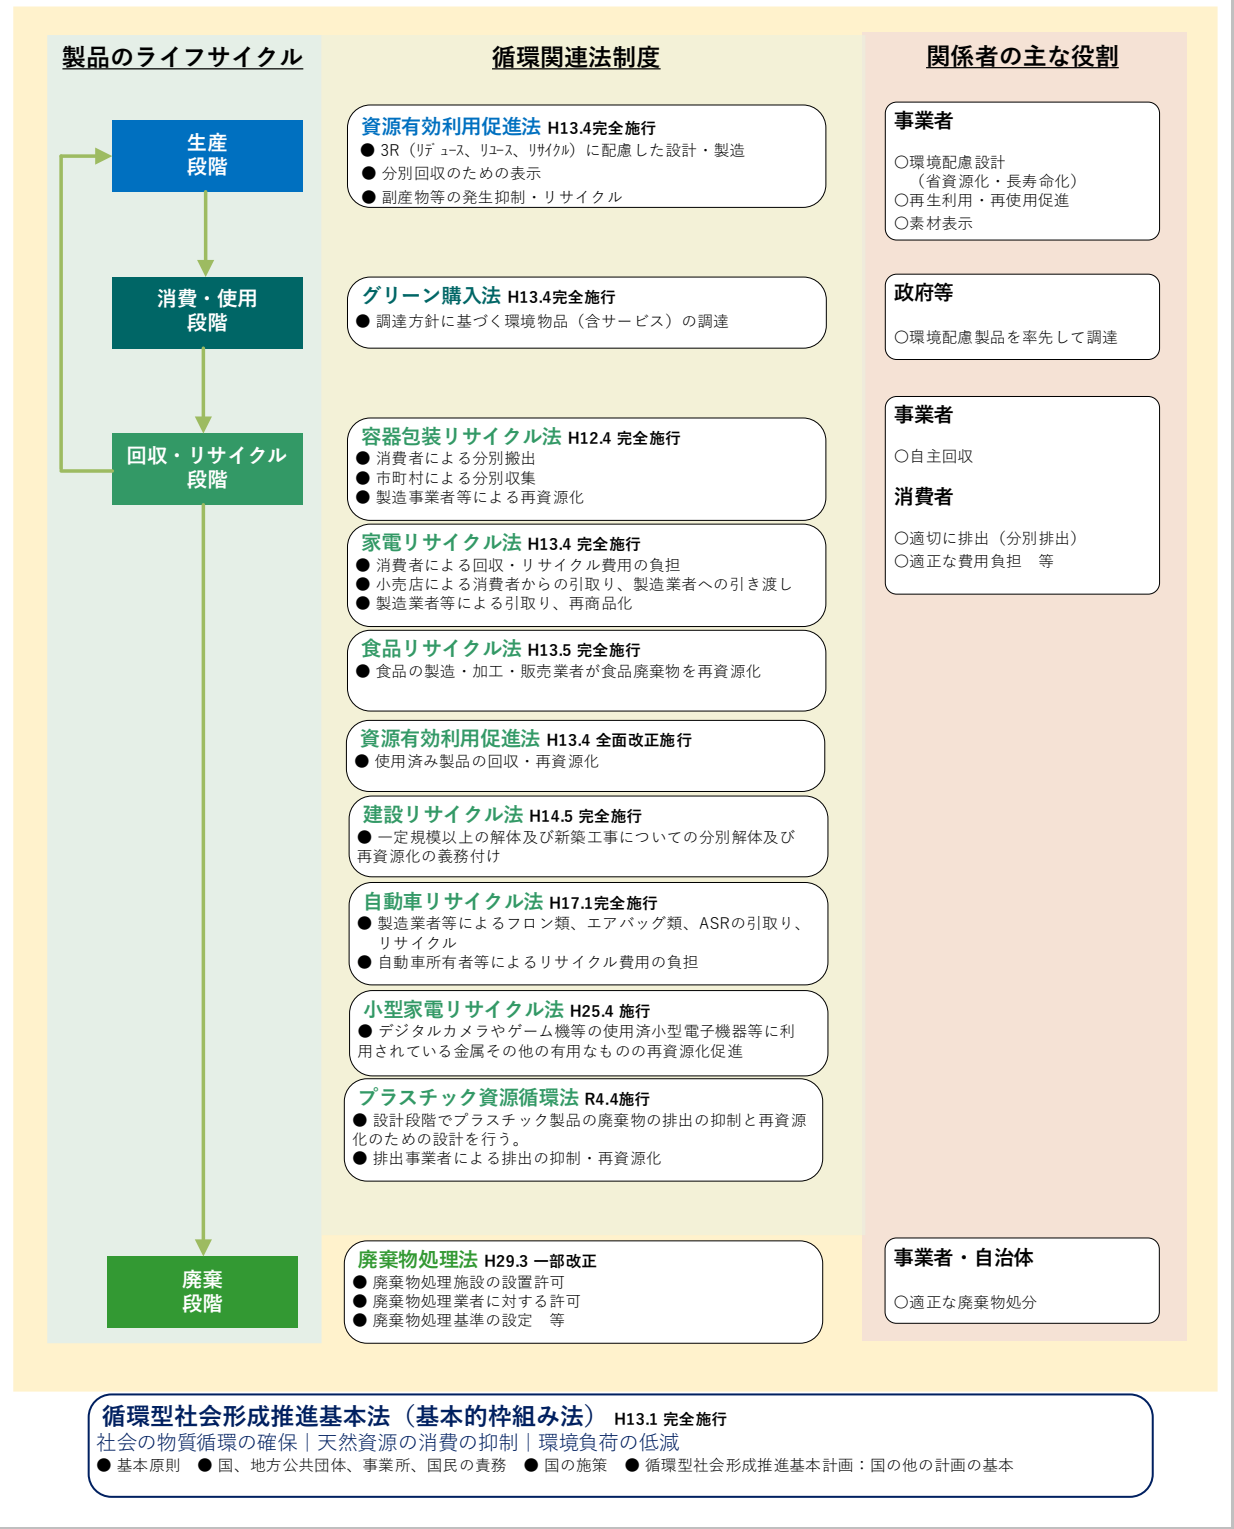 製品のライフサイクル
循環関連法制度
関係者の主な役割
生産
段階
資源有効利用促進法 H13.4完全施行
● 3R（ﾘﾃﾞｭｰｽ、ﾘﾕｰｽ、ﾘｻｲｸﾙ）に配慮した設計・製造
● 分別回収のための表示
● 副産物等の発生抑制・リサイクル
事業者
○環境配慮設計
（省資源化・長寿命化）
○再生利用・再使用促進
○素材表示
消費・使用
段階
グリーン購入法 H13.4完全施行
● 調達方針に基づく環境物品（含サービス）の調達
政府等
○環境配慮製品を率先して調達
回収・リサイクル
段階
容器包装リサイクル法 H12.4 完全施行
● 消費者による分別搬出
● 市町村による分別収集
● 製造事業者等による再資源化
事業者
○自主回収
消費者
○適切に排出（分別排出）
○適正な費用負担　等
家電リサイクル法 H13.4 完全施行
● 消費者による回収・リサイクル費用の負担
● 小売店による消費者からの引取り、製造業者への引き渡し
● 製造業者等による引取り、再商品化
食品リサイクル法 H13.5 完全施行
● 食品の製造・加工・販売業者が食品廃棄物を再資源化
資源有効利用促進法 H13.4 全面改正施行
● 使用済み製品の回収・再資源化
建設リサイクル法 H14.5 完全施行
● 一定規模以上の解体及び新築工事についての分別解体及び
再資源化の義務付け
自動車リサイクル法 H17.1完全施行
● 製造業者等によるフロン類、エアバッグ類、ASRの引取り、
リサイクル
● 自動車所有者等によるリサイクル費用の負担
小型家電リサイクル法 H25.4 施行
● デジタルカメラやゲーム機等の使用済小型電子機器等に利
用されている金属その他の有用なものの再資源化促進
プラスチック資源循環法 R4.4施行
● 設計段階でプラスチック製品の廃棄物の排出の抑制と再資源
化のための設計を行う。
● 排出事業者による排出の抑制・再資源化
廃棄
段階
廃棄物処理法 H29.3 一部改正
● 廃棄物処理施設の設置許可
● 廃棄物処理業者に対する許可
● 廃棄物処理基準の設定　等
事業者・自治体
○適正な廃棄物処分
循環型社会形成推進基本法（基本的枠組み法） H13.1 完全施行
社会の物質循環の確保｜天然資源の消費の抑制｜環境負荷の低減
● 基本原則　● 国、地方公共団体、事業所、国民の責務　● 国の施策　● 循環型社会形成推進基本計画：国の他の計画の基本